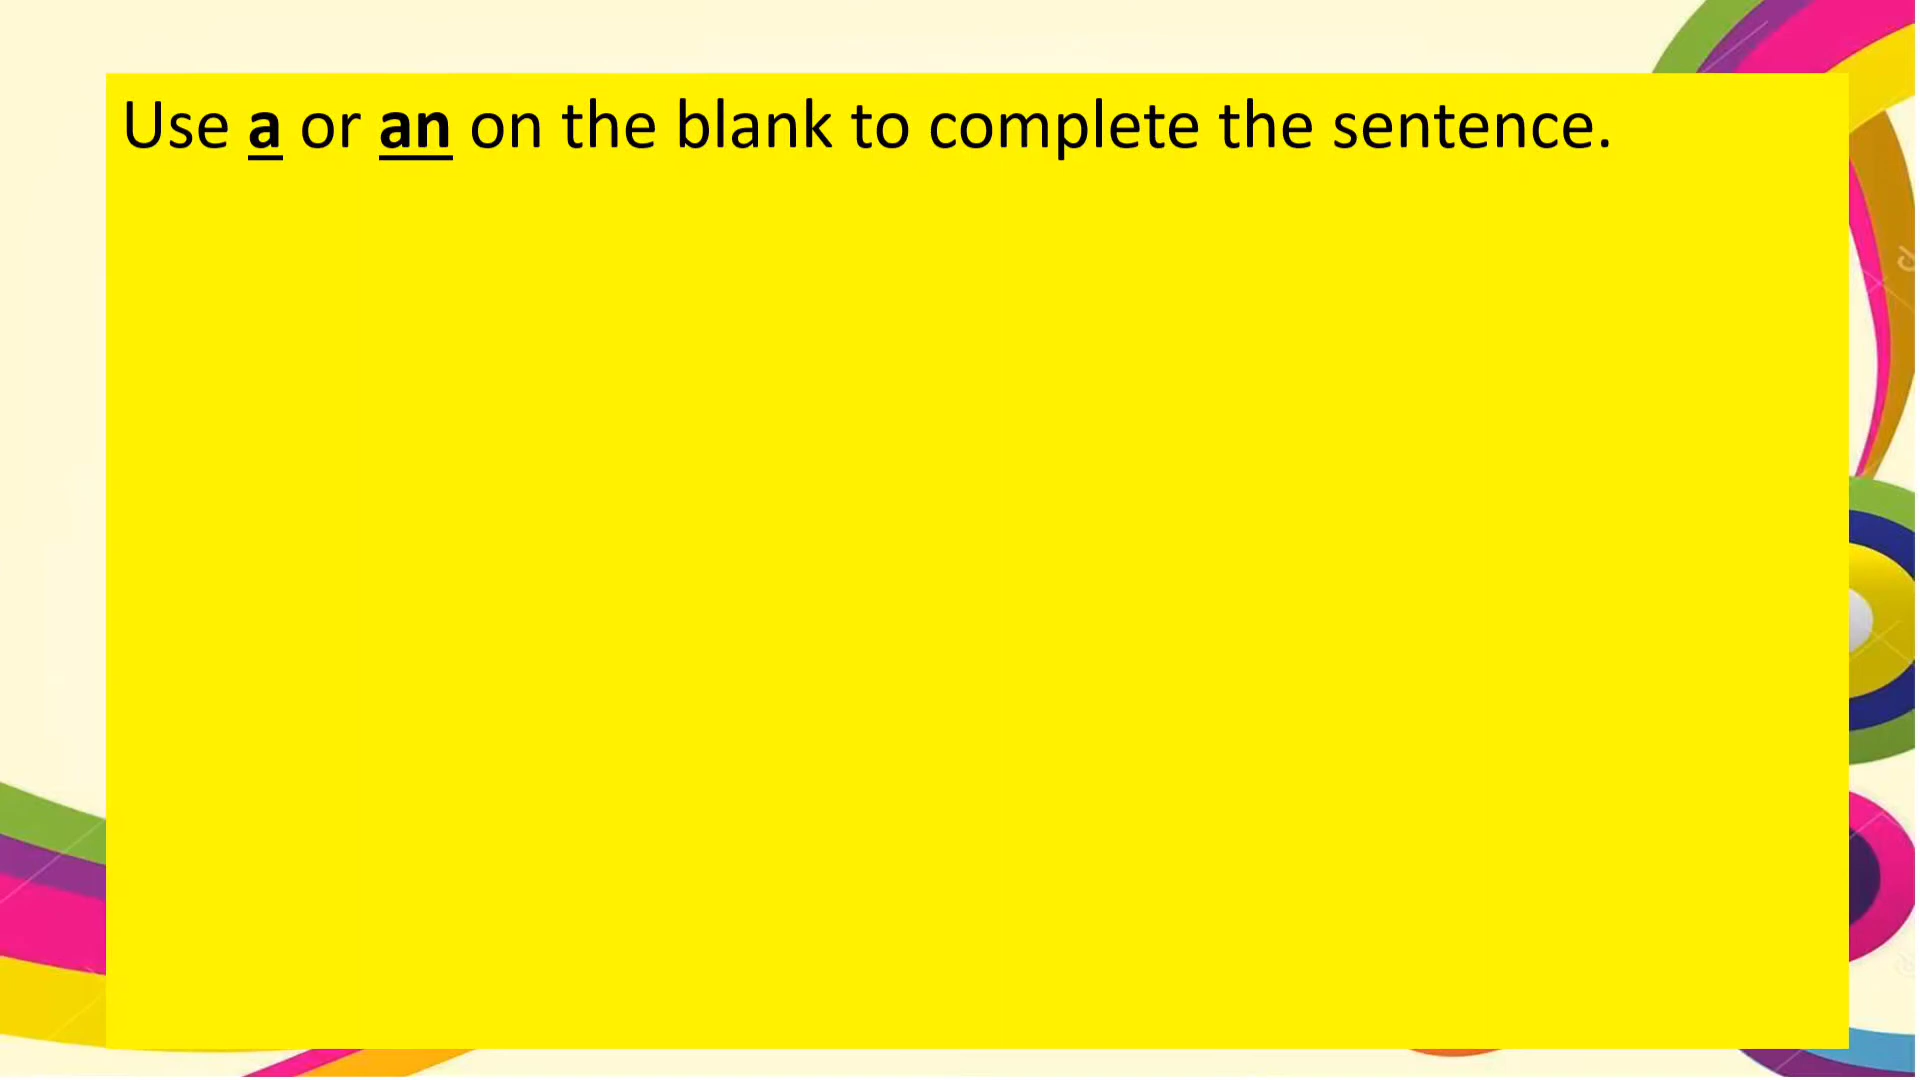 Use a or an on the blank to complete the sentence.